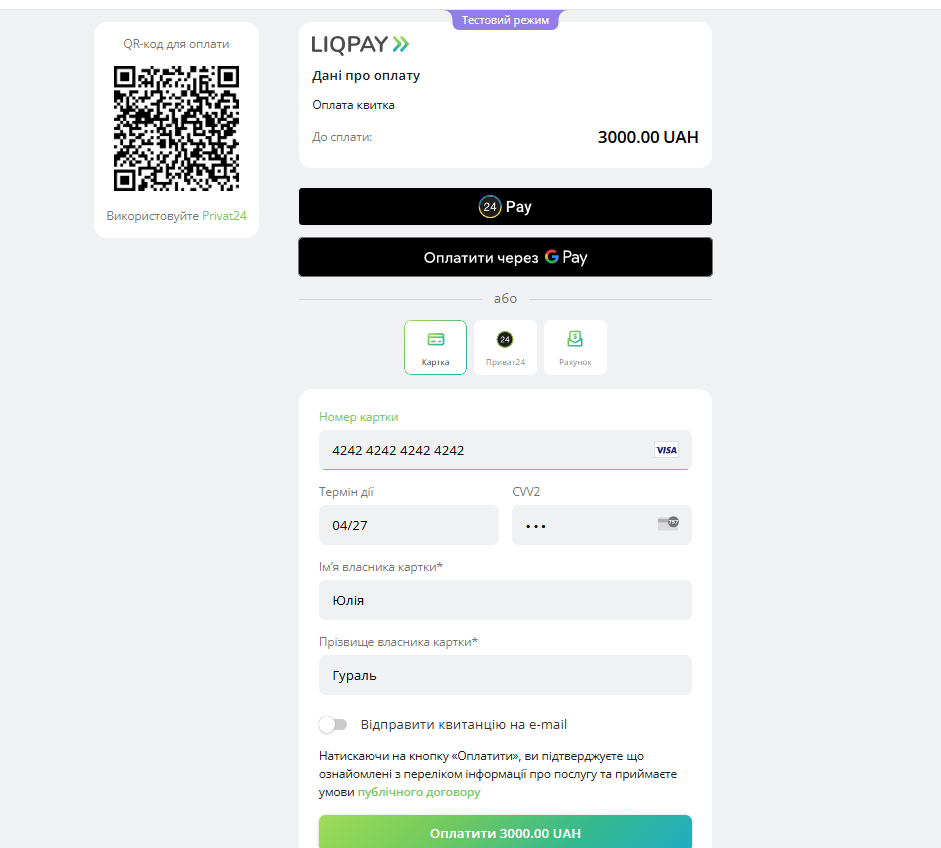 Тестовий режим
QR-код для оплати
Використовуйте Privat24
LIQPAY
Дані про оплату
Оплата квитка
До сплати: 3000.00 UAH
24 Pay
Оплатити через G Pay
або
Картка
24
Приват24
Рахунок
Номер картки
4242 4242 4242 4242 VISA
Термін дії CVV2
04/27 ••• 757
Ім'я власника картки*
Юлія
Прізвище власника картки*
Гураль
Відправити квитанцію на e-mail
Натискаючи на кнопку «Оплатити», ви підтверджуєте що
ознайомлені з переліком інформації про послугу та приймаєте
умови публічного договору
Оплатити 3000.00 UAH